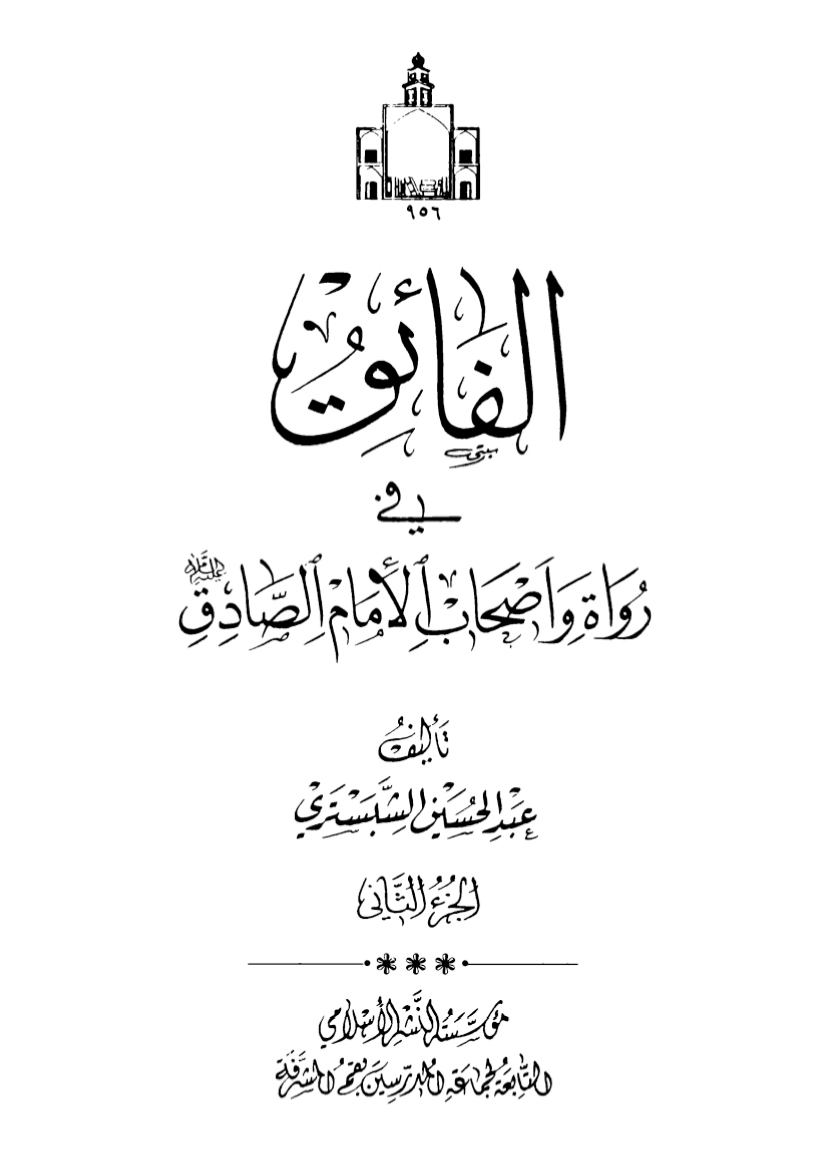 ٩٥٦
الفائق
في
رواة وأصحاب الإمام الصادق عليه السلام
تأليف
عبد الحسين الشبستري
الجزء الثاني
مؤسسة النشر الإسلامي
التابعة لجماعة المدرسين بقم المشرفة